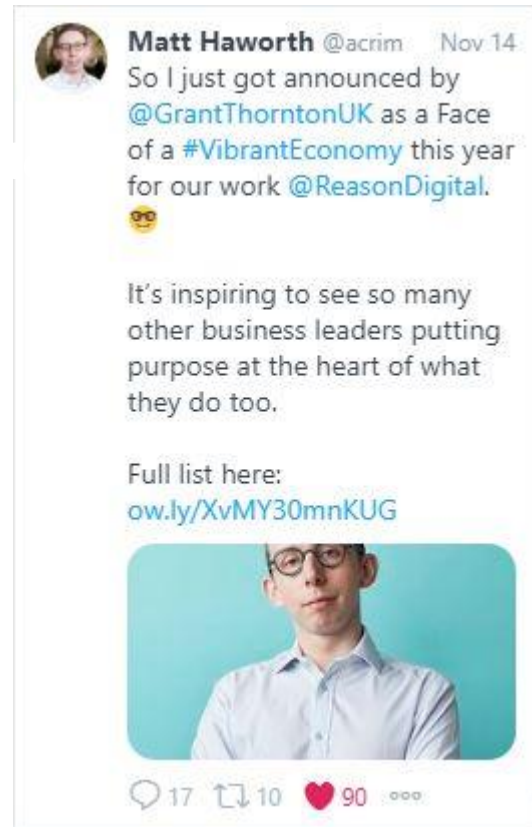 Matt Haworth @acrim Nov 14
So I just got announced by
@GrantThorntonUK as a Face
of a #VibrantEconomy this year
for our work @ReasonDigital.
🤓
It's inspiring to see so many
other business leaders putting
purpose at the heart of what
they do too.
Full list here:
ow.ly/XvMY30mnKUG
17 10 90